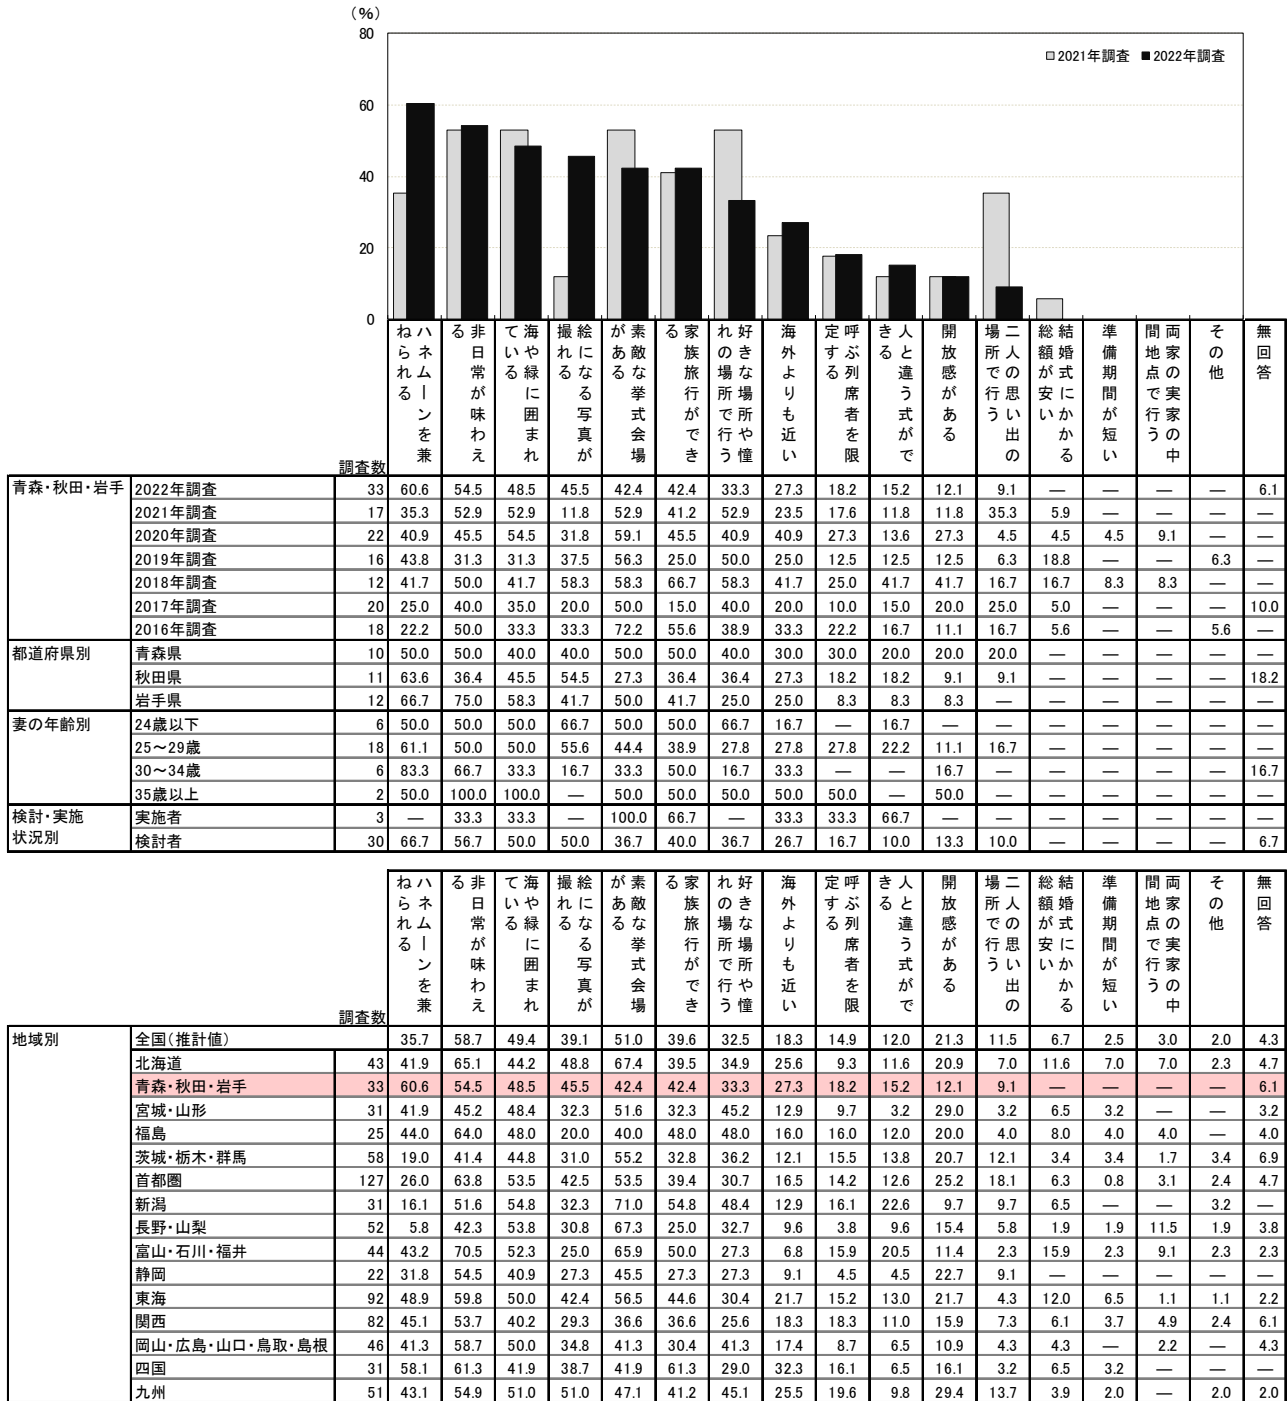 (%)
80
60
40
20
0
2021年調査 2022年調査
調査数 ハネムーンを兼ねられる 非日常が味わえる 海や緑に囲まれている 絵になる写真が撮れる 素敵な挙式会場がある 家族旅行ができる 好きな場所や憧れの場所で行う 海外よりも近い 呼ぶ列席者を限定する 人と違う式ができる 開放感がある 二人の思い出の場所で行う 結婚式にかかる総額が安い 準備期間が短い 両家の実家の中間地点で行う その他 無回答
青森・秋田・岩手 2022年調査 33 60.6 54.5 48.5 45.5 42.4 42.4 33.3 27.3 18.2 15.2 12.1 9.1 — — — — 6.1
2021年調査 17 35.3 52.9 52.9 11.8 52.9 41.2 52.9 23.5 17.6 11.8 11.8 35.3 5.9 — — — —
2020年調査 22 40.9 45.5 54.5 31.8 59.1 45.5 40.9 40.9 27.3 13.6 27.3 4.5 4.5 4.5 9.1 — —
2019年調査 16 43.8 31.3 31.3 37.5 56.3 25.0 50.0 25.0 12.5 12.5 12.5 6.3 18.8 — — 6.3 —
2018年調査 12 41.7 50.0 41.7 58.3 58.3 66.7 58.3 41.7 25.0 41.7 41.7 16.7 16.7 8.3 8.3 — —
2017年調査 20 25.0 40.0 35.0 20.0 50.0 15.0 40.0 20.0 10.0 15.0 20.0 25.0 5.0 — — — 10.0
2016年調査 18 22.2 50.0 33.3 33.3 72.2 55.6 38.9 33.3 22.2 16.7 11.1 16.7 5.6 — — 5.6 —
都道府県別 青森県 10 50.0 50.0 40.0 40.0 50.0 50.0 40.0 30.0 30.0 20.0 20.0 20.0 — — — — —
秋田県 11 63.6 36.4 45.5 54.5 27.3 36.4 36.4 27.3 18.2 18.2 9.1 9.1 — — — — 18.2
岩手県 12 66.7 75.0 58.3 41.7 50.0 41.7 25.0 25.0 8.3 8.3 8.3 — — — — — —
妻の年齢別 24歳以下 6 50.0 50.0 50.0 66.7 50.0 50.0 66.7 16.7 — 16.7 — — — — — — —
25～29歳 18 61.1 50.0 50.0 55.6 44.4 38.9 27.8 27.8 27.8 22.2 11.1 16.7 — — — — —
30～34歳 6 83.3 66.7 33.3 16.7 33.3 50.0 16.7 33.3 — — 16.7 — — — — — 16.7
35歳以上 2 50.0 100.0 100.0 — 50.0 50.0 50.0 50.0 50.0 — 50.0 — — — — — —
検討・実施 実施者 3 — 33.3 33.3 — 100.0 66.7 — 33.3 33.3 66.7 — — — — — — —
状況別 検討者 30 66.7 56.7 50.0 50.0 36.7 40.0 36.7 26.7 16.7 10.0 13.3 10.0 — — — — 6.7
調査数 ハネムーンを兼ねられる 非日常が味わえる 海や緑に囲まれている 絵になる写真が撮れる 素敵な挙式会場がある 家族旅行ができる 好きな場所や憧れの場所で行う 海外よりも近い 呼ぶ列席者を限定する 人と違う式ができる 開放感がある 二人の思い出の場所で行う 結婚式にかかる総額が安い 準備期間が短い 両家の実家の中間地点で行う その他 無回答
地域別 全国(推計値) 35.7 58.7 49.4 39.1 51.0 39.6 32.5 18.3 14.9 12.0 21.3 11.5 6.7 2.5 3.0 2.0 4.3
北海道 43 41.9 65.1 44.2 48.8 67.4 39.5 34.9 25.6 9.3 11.6 20.9 7.0 11.6 7.0 7.0 2.3 4.7
青森・秋田・岩手 33 60.6 54.5 48.5 45.5 42.4 42.4 33.3 27.3 18.2 15.2 12.1 9.1 — — — — 6.1
宮城・山形 31 41.9 45.2 48.4 32.3 51.6 32.3 45.2 12.9 9.7 3.2 29.0 3.2 6.5 3.2 — — 3.2
福島 25 44.0 64.0 48.0 20.0 40.0 48.0 48.0 16.0 16.0 12.0 20.0 4.0 8.0 4.0 4.0 — 4.0
茨城・栃木・群馬 58 19.0 41.4 44.8 31.0 55.2 32.8 36.2 12.1 15.5 13.8 20.7 12.1 3.4 3.4 1.7 3.4 6.9
首都圏 127 26.0 63.8 53.5 42.5 53.5 39.4 30.7 16.5 14.2 12.6 25.2 18.1 6.3 0.8 3.1 2.4 4.7
新潟 31 16.1 51.6 54.8 32.3 71.0 54.8 48.4 12.9 16.1 22.6 9.7 9.7 6.5 — — 3.2 —
長野・山梨 52 5.8 42.3 53.8 30.8 67.3 25.0 32.7 9.6 3.8 9.6 15.4 5.8 1.9 1.9 11.5 1.9 3.8
富山・石川・福井 44 43.2 70.5 52.3 25.0 65.9 50.0 27.3 6.8 15.9 20.5 11.4 2.3 15.9 2.3 9.1 2.3 2.3
静岡 22 31.8 54.5 40.9 27.3 45.5 27.3 27.3 9.1 4.5 4.5 22.7 9.1 — — — — —
東海 92 48.9 59.8 50.0 42.4 56.5 44.6 30.4 21.7 15.2 13.0 21.7 4.3 12.0 6.5 1.1 1.1 2.2
関西 82 45.1 53.7 40.2 29.3 36.6 36.6 25.6 18.3 18.3 11.0 15.9 7.3 6.1 3.7 4.9 2.4 6.1
岡山・広島・山口・鳥取・島根 46 41.3 58.7 50.0 34.8 41.3 30.4 41.3 17.4 8.7 6.5 10.9 4.3 4.3 — 2.2 — 4.3
四国 31 58.1 61.3 41.9 38.7 41.9 61.3 29.0 32.3 16.1 6.5 16.1 3.2 6.5 3.2 — — —
九州 51 43.1 54.9 51.0 51.0 47.1 41.2 45.1 25.5 19.6 9.8 29.4 13.7 3.9 2.0 — 2.0 2.0